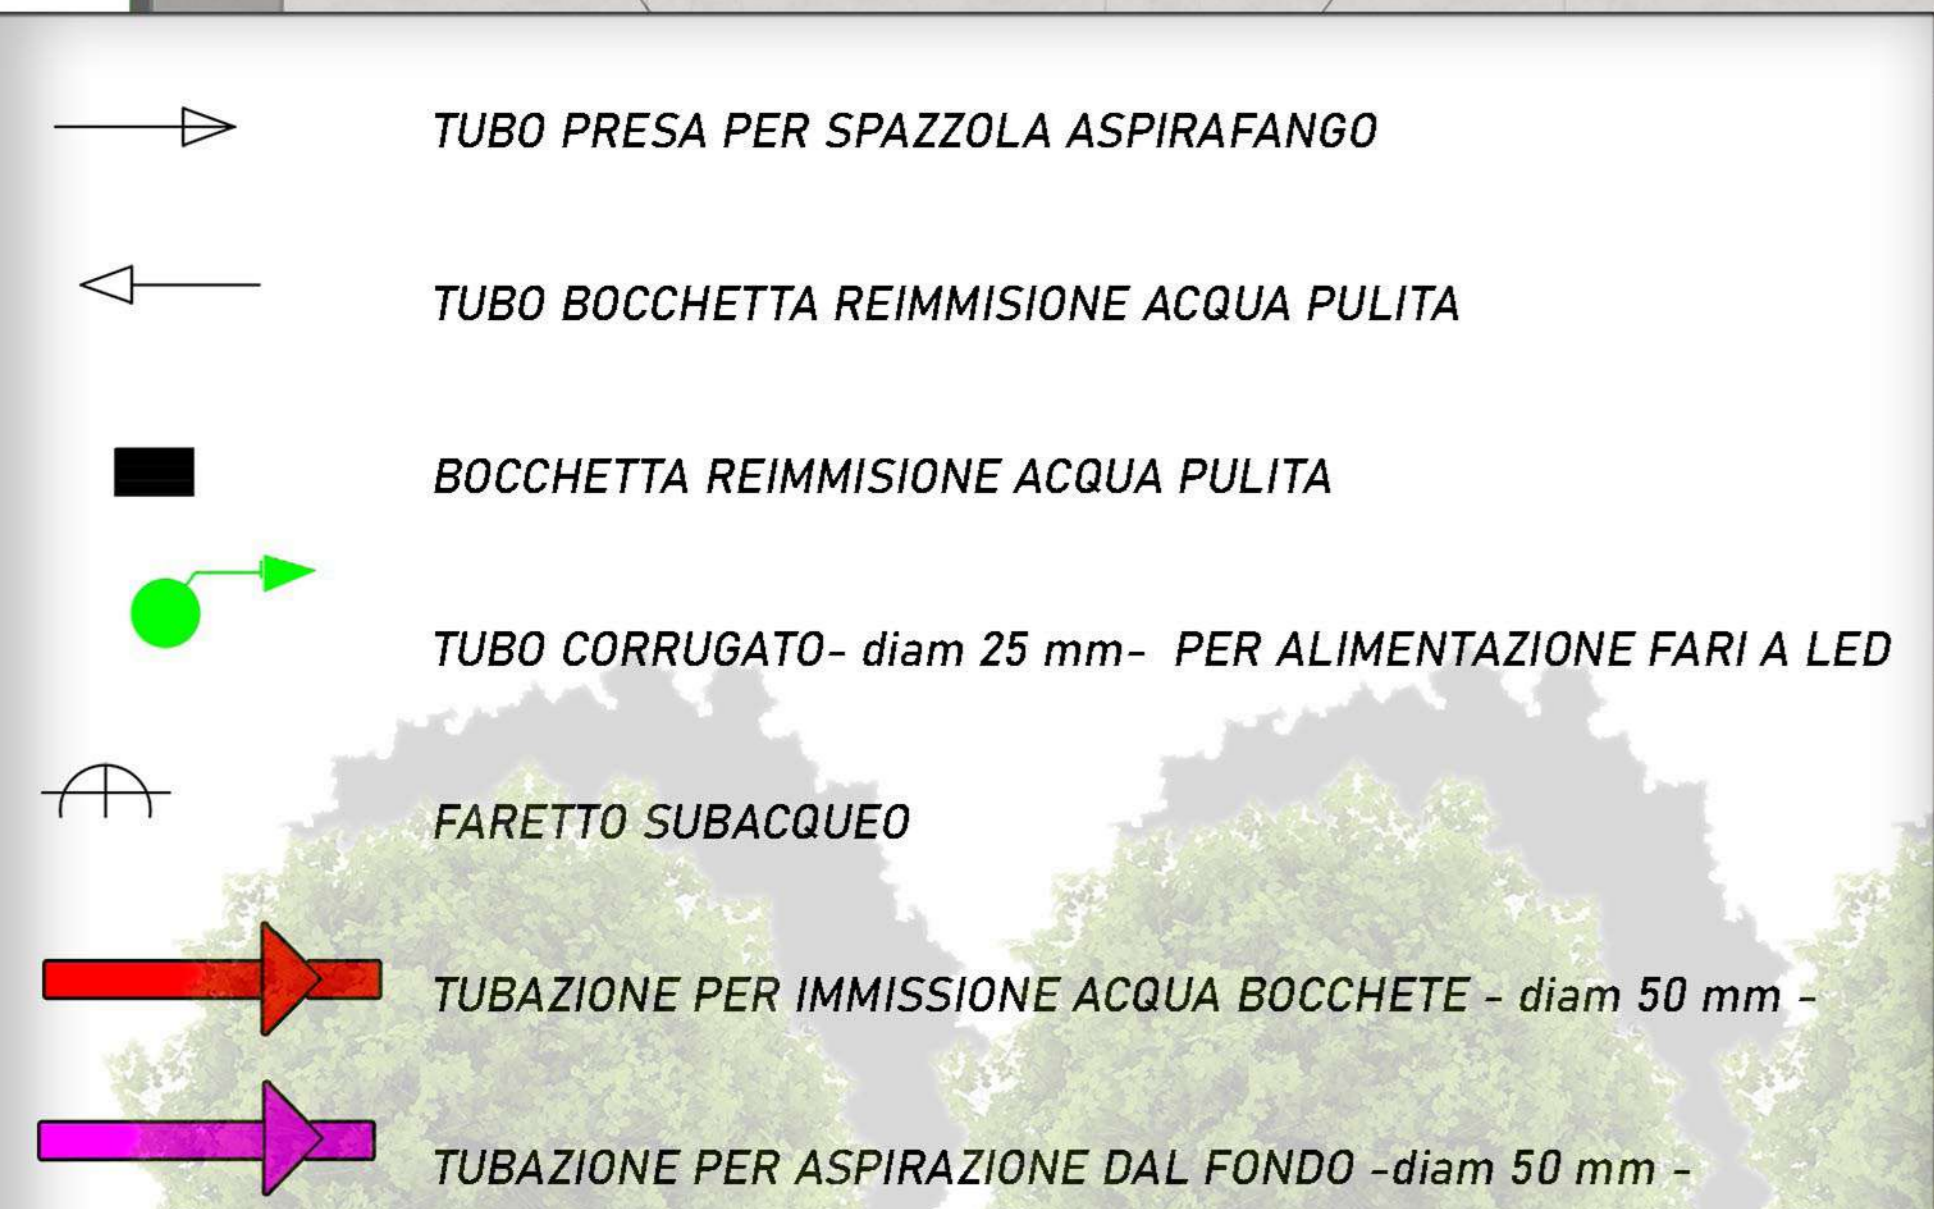 TUBO PRESA PER SPAZZOLA ASPIRAFANGO
TUBO BOCCHETTA REIMMISIONE ACQUA PULITA
BOCCHETTA REIMMISIONE ACQUA PULITA
TUBO CORRUGATO- diam 25 mm- PER ALIMENTAZIONE FARI A LED
FARETTO SUBACQUEO
TUBAZIONE PER IMMISSIONE ACQUA BOCCHETE - diam 50 mm -
TUBAZIONE PER ASPIRAZIONE DAL FONDO -diam 50 mm -